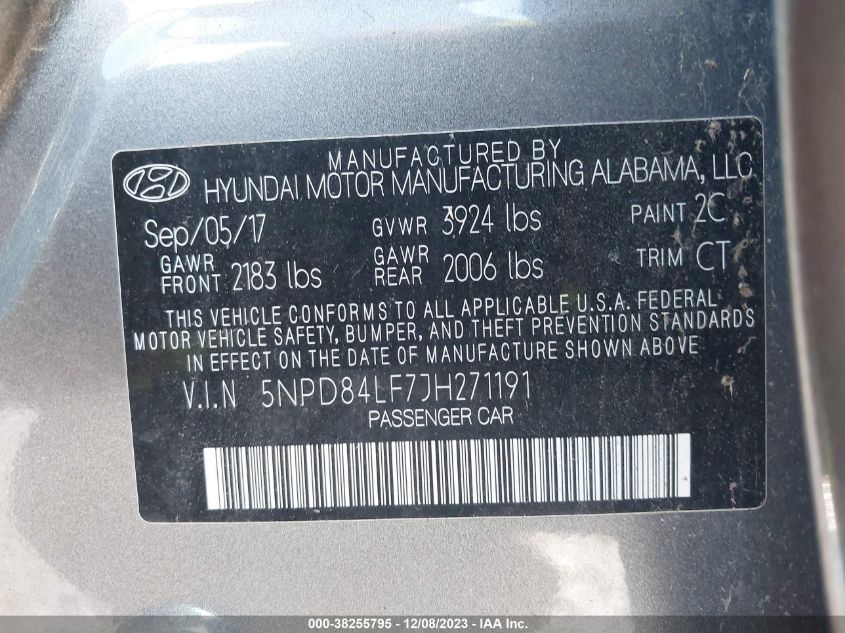 MANUFACTURED BY
HYUNDAI MOTOR MANUFACTURING ALABAMA, LLC
Sep/05/17 GVWR 3924 lbs PAINT 2C
GAWR FRONT 2183 lbs GAWR REAR 2006 lbs TRIM CT
THIS VEHICLE CONFORMS TO ALL APPLICABLE U.S.A. FEDERAL
MOTOR VEHICLE SAFETY, BUMPER, AND THEFT PREVENTION STANDARDS
IN EFFECT ON THE DATE OF MANUFACTURE SHOWN ABOVE
V.I.N 5NPD84LF7JH271191
PASSENGER CAR
000-38255795 - 12/08/2023 - IAA Inc.